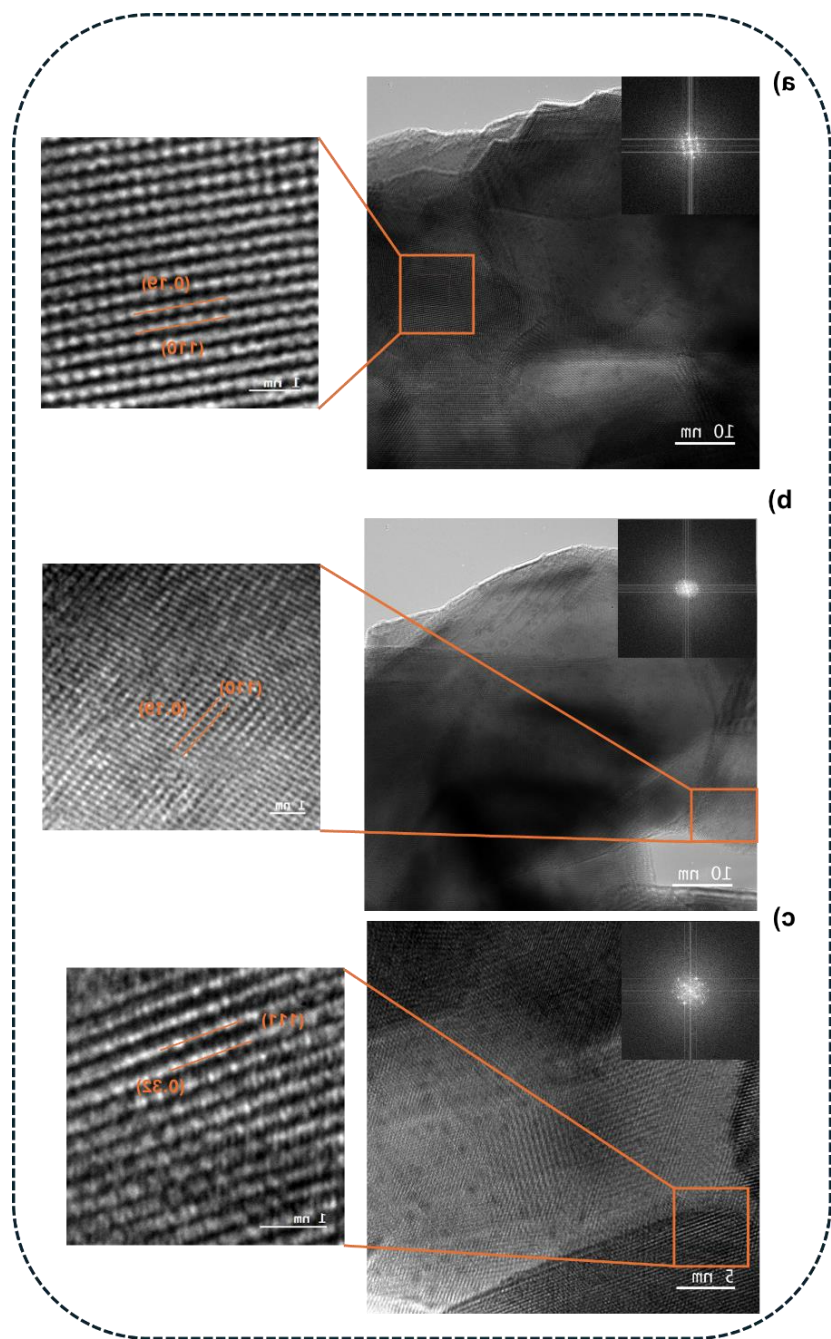 a)
(0.19)
(110)
1 nm
10 nm
b)
(110)
(0.19)
1 nm
10 nm
c)
(111)
(0.32)
1 nm
5 nm